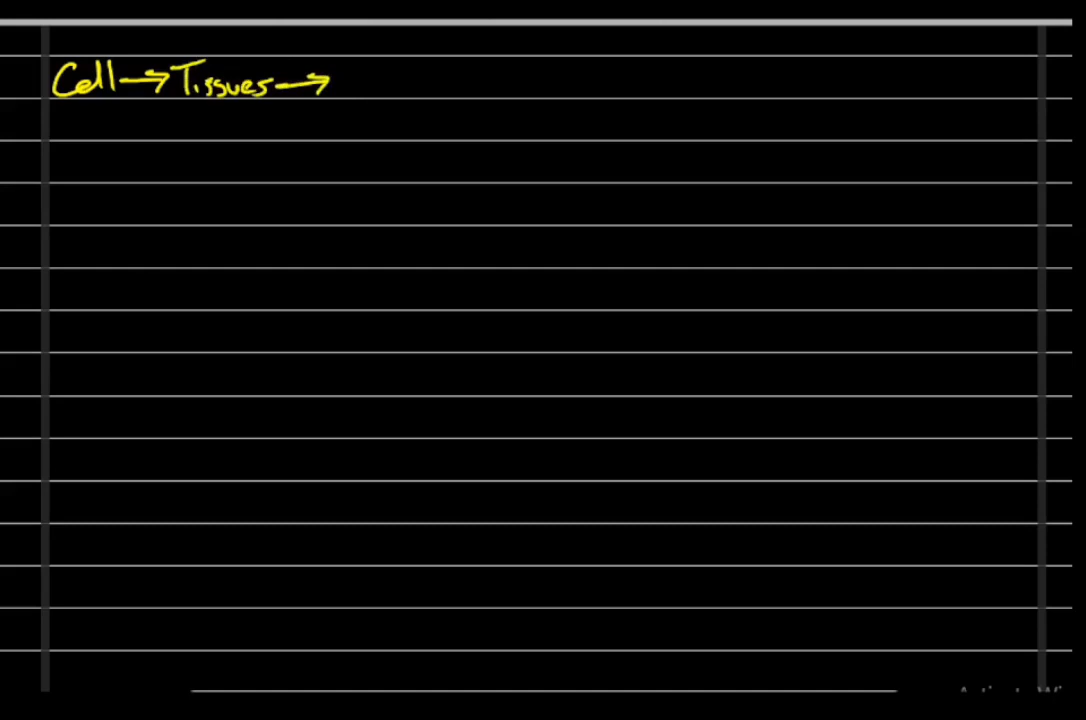 Cell → Tissues →